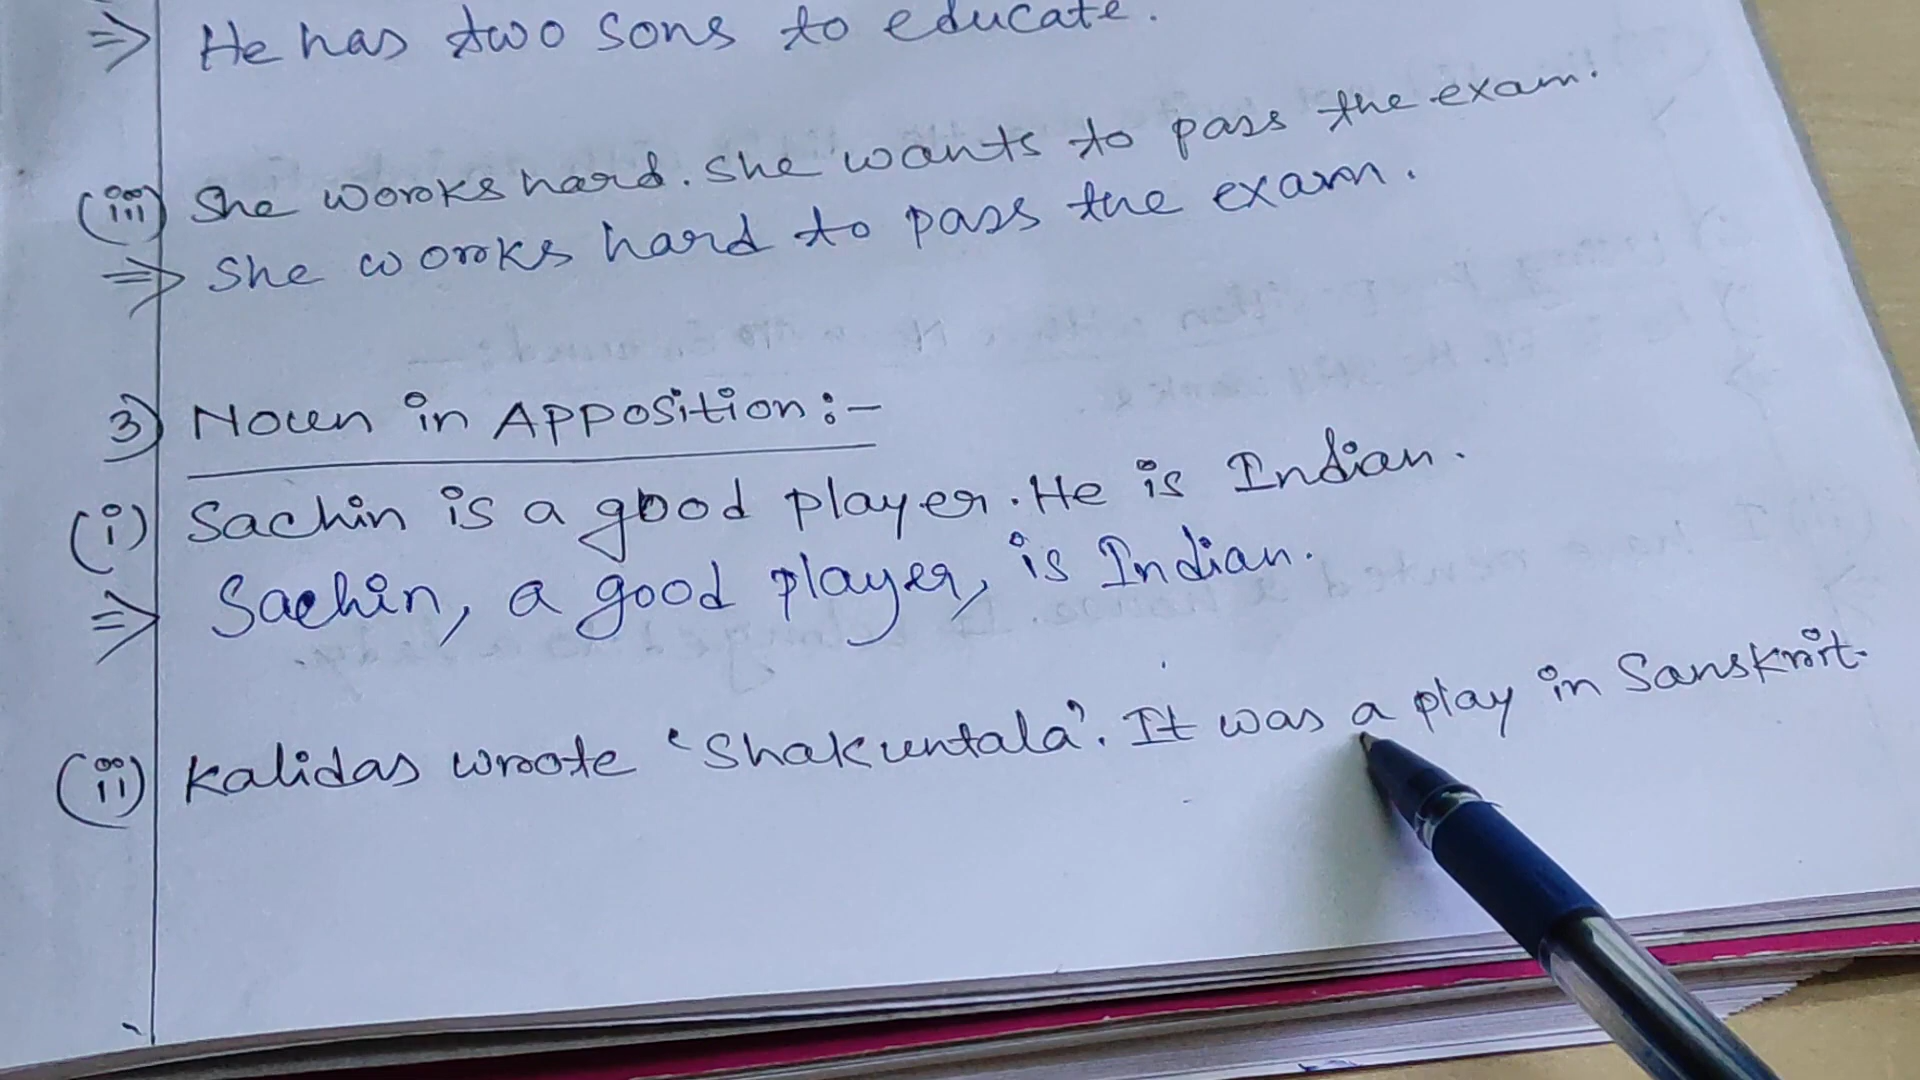 ⇒ He has two sons to educate.
(iii) She works hard. She wants to pass the exam.
⇒ She works hard to pass the exam.
3) Noun in Apposition :-
(i) Sachin is a good player. He is Indian.
⇒ Sachin, a good player, is Indian.
(ii) Kalidas wrote 'Shakuntala'. It was a play in Sanskrit.